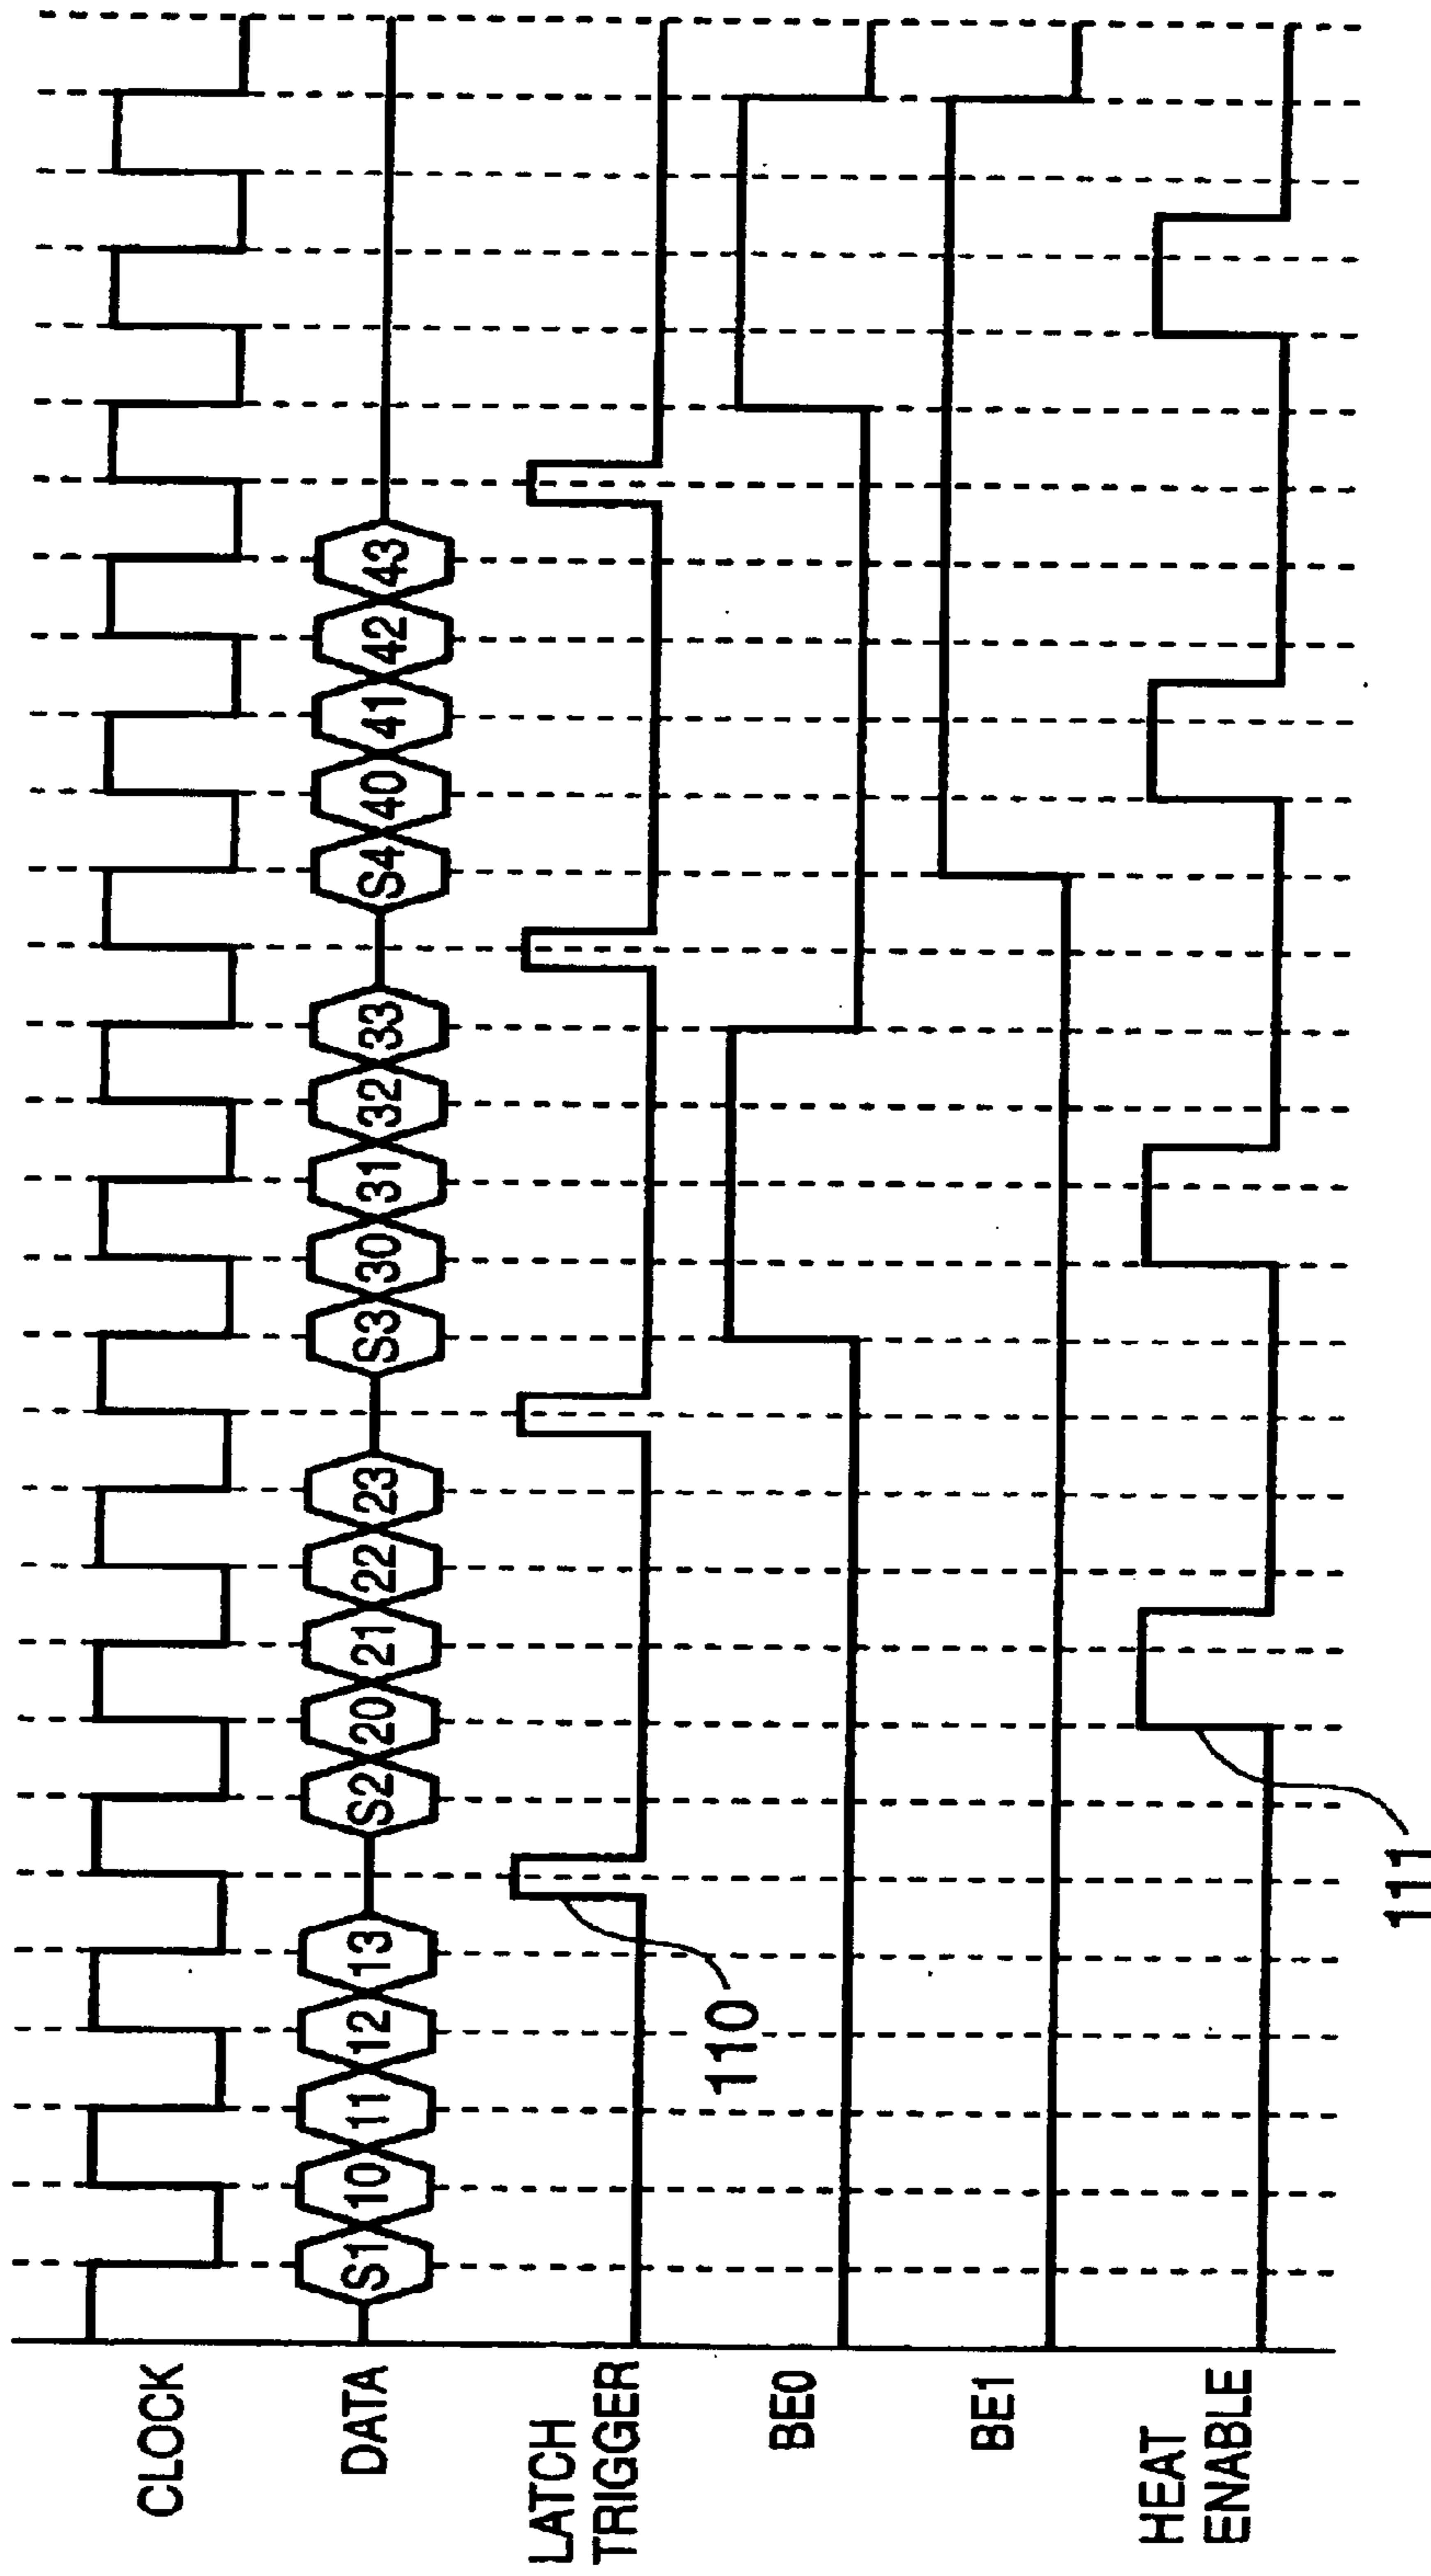 CLOCK
DATA
S1 10 11 12 13 S2 20 21 22 23 S3 30 31 32 33 S4 40 41 42 43
LATCH
TRIGGER
110
BE0
BE1
HEAT
ENABLE
111